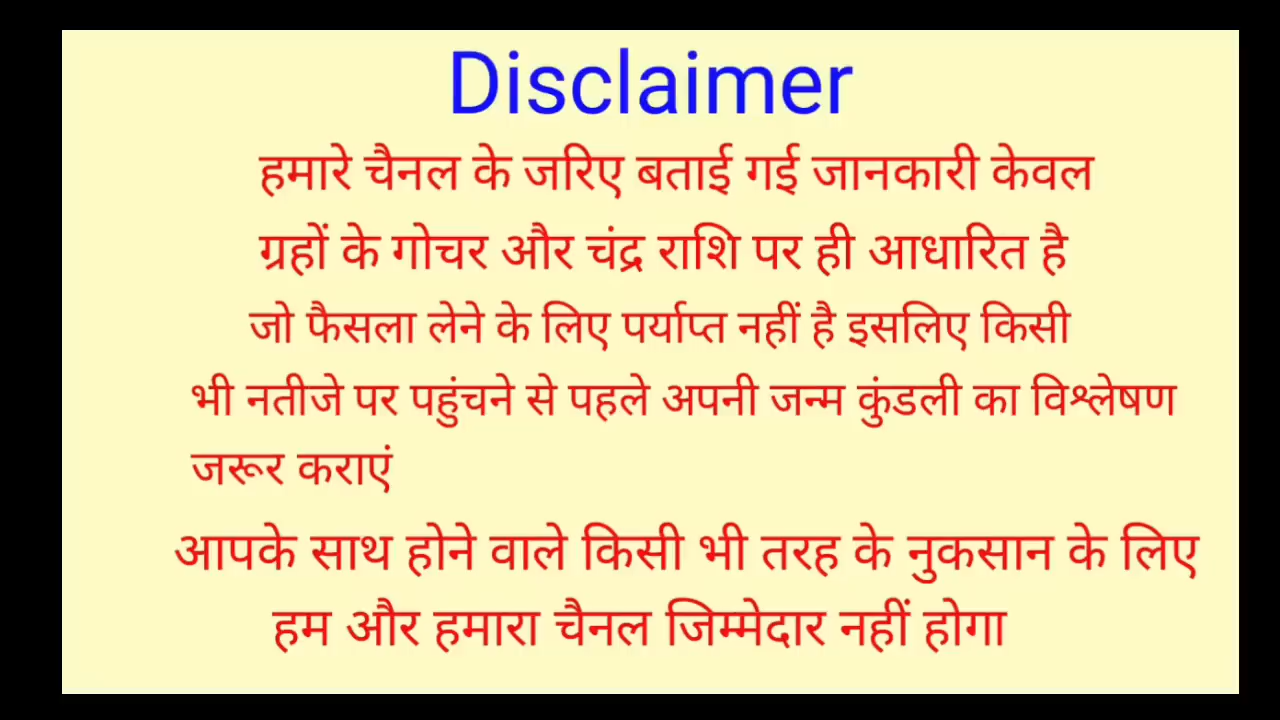 Disclaimer
हमारे चैनल के जरिए बताई गई जानकारी केवल
ग्रहों के गोचर और चंद्र राशि पर ही आधारित है
जो फैसला लेने के लिए पर्याप्त नहीं है इसलिए किसी
भी नतीजे पर पहुंचने से पहले अपनी जन्म कुंडली का विश्लेषण
जरूर कराएं
आपके साथ होने वाले किसी भी तरह के नुकसान के लिए
हम और हमारा चैनल जिम्मेदार नहीं होगा